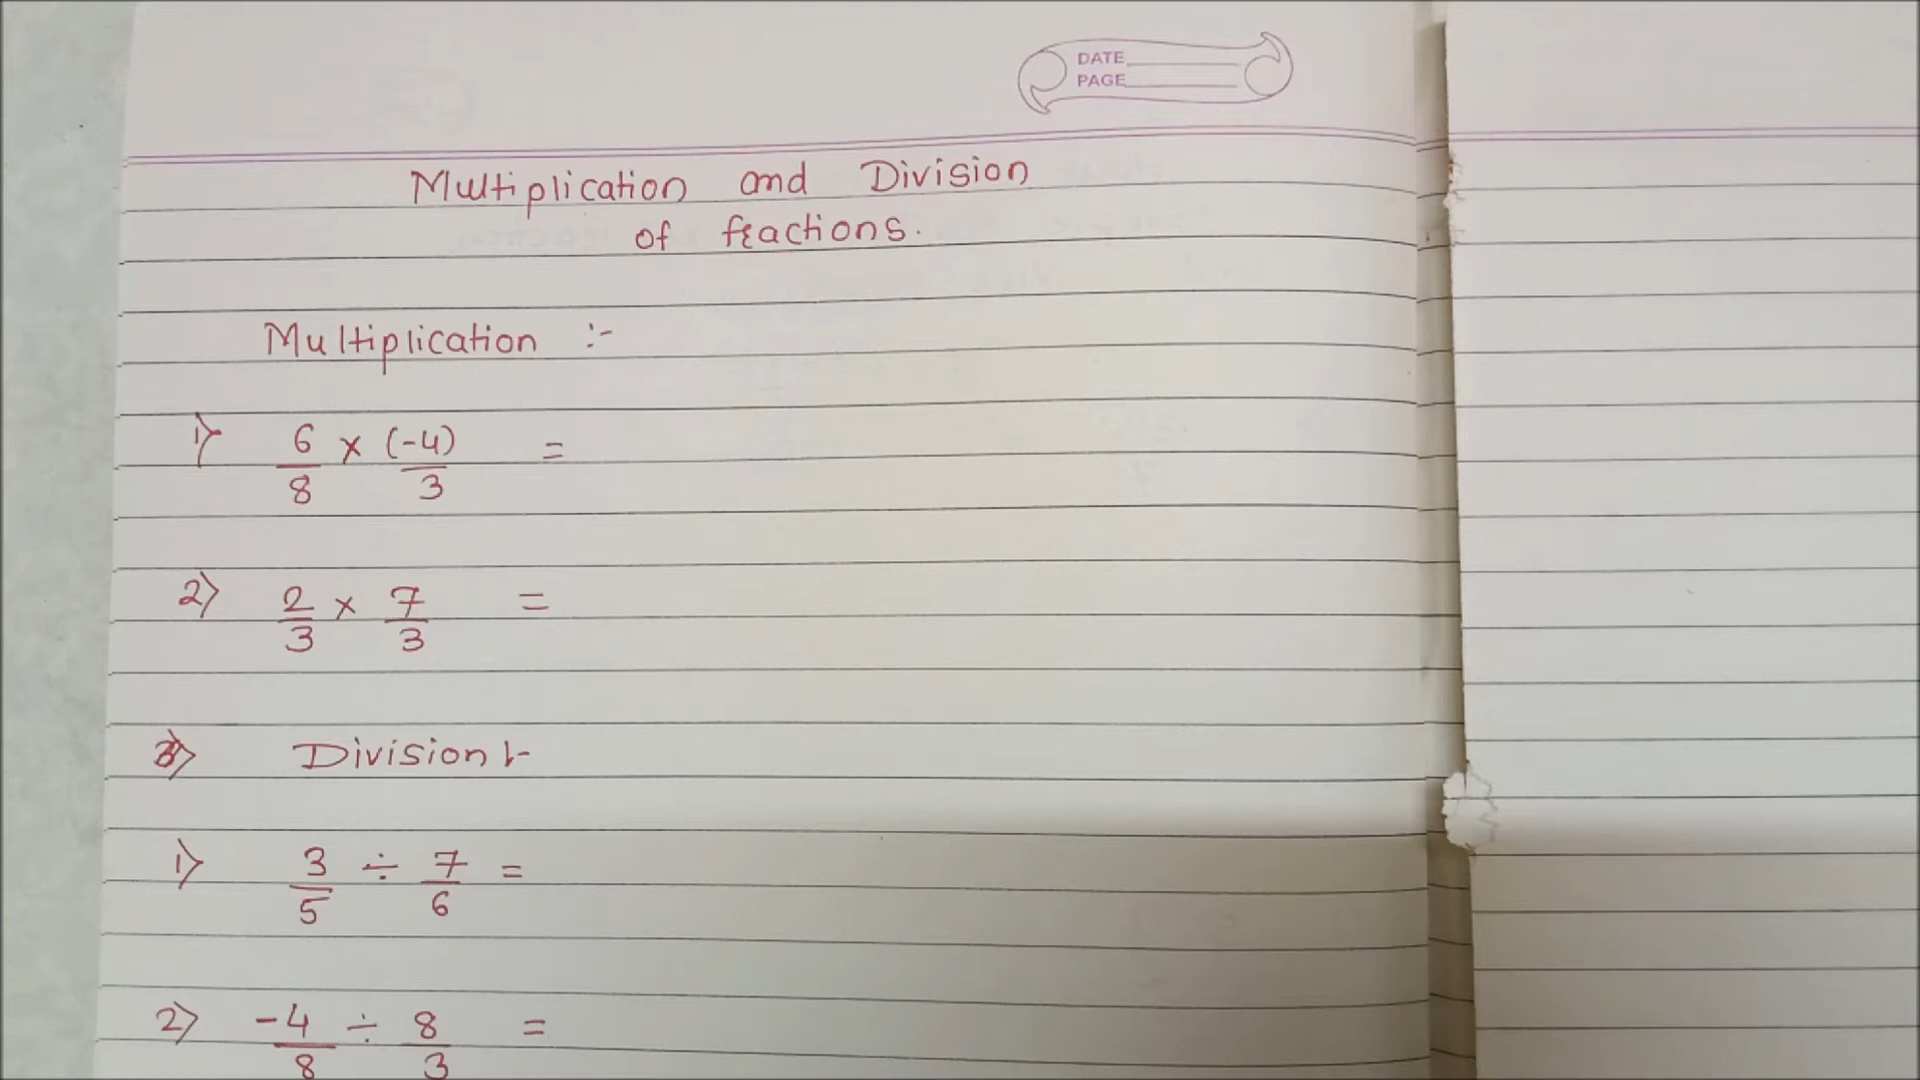 DATE
PAGE
Multiplication and Division
of fractions.
Multiplication :-
1) 6/8 × (-4)/3 =
2) 2/3 × 7/3 =
3) Division :-
1) 3/5 ÷ 7/6 =
2) -4/8 ÷ 8/3 =